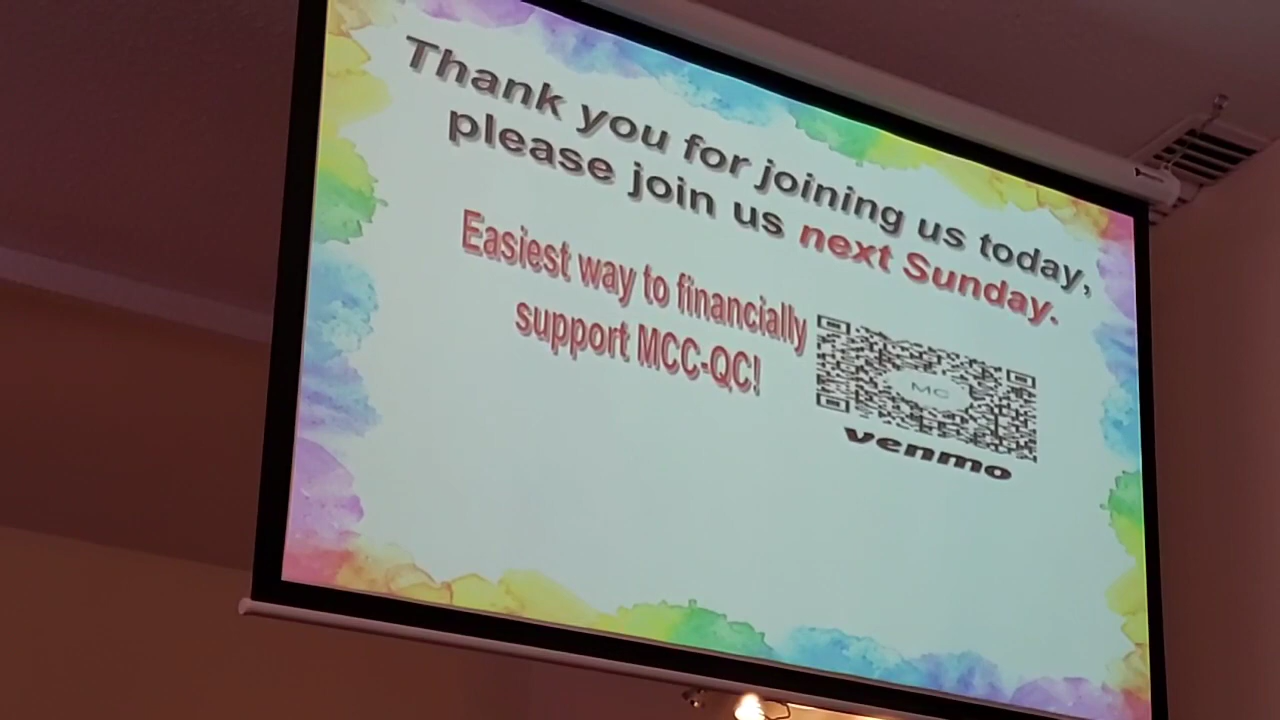 Thank you for joining us today,
please join us next Sunday.
Easiest way to financially
support MCC-QC!
MC
venmo